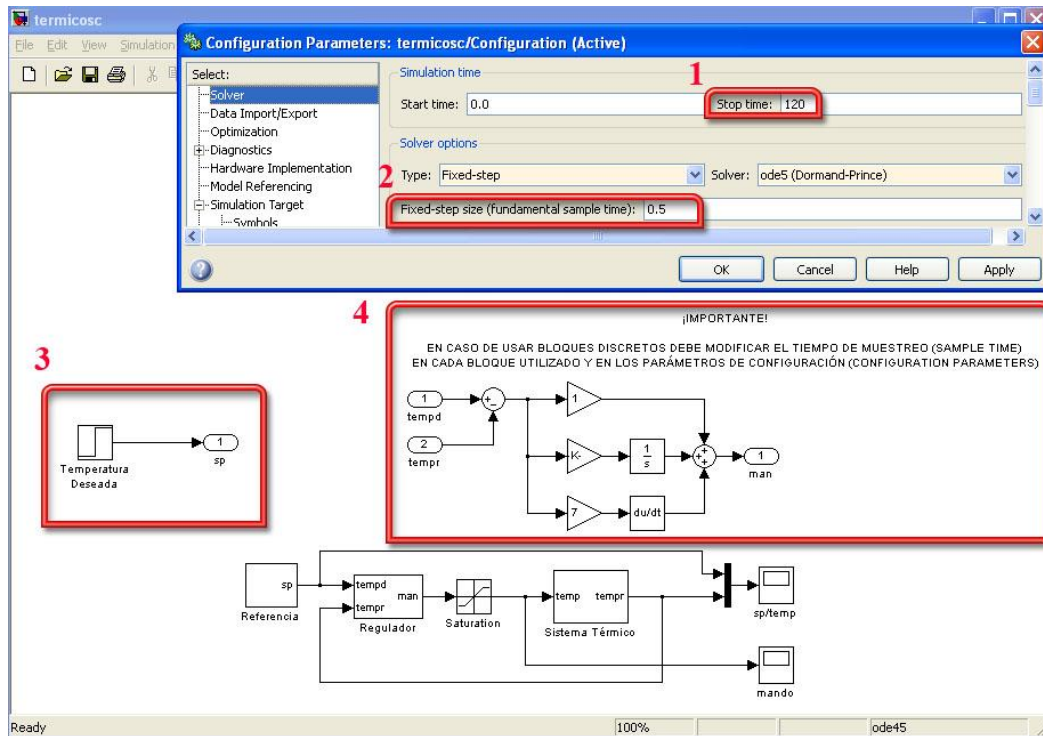 termicosc
File Edit View Simulation
Configuration Parameters: termicosc/Configuration (Active)
Select:
Solver
Data Import/Export
Optimization
Diagnostics
Hardware Implementation
Model Referencing
Simulation Target
Symbols
Simulation time
1
Start time: 0.0 Stop time: 120
Solver options
2
Type: Fixed-step Solver: ode5 (Dormand-Prince)
Fixed-step size (fundamental sample time): 0.5
OK Cancel Help Apply
3
1
sp
Temperatura
Deseada
4
¡IMPORTANTE!
EN CASO DE USAR BLOQUES DISCRETOS DEBE MODIFICAR EL TIEMPO DE MUESTREO (SAMPLE TIME)
EN CADA BLOQUE UTILIZADO Y EN LOS PARÁMETROS DE CONFIGURACIÓN (CONFIGURATION PARAMETERS)
1
tempd
2
tempr
1
K-
1
s
7
du/dt
1
man
sp
Referencia
tempd
tempr
man
Regulador
Saturation
temp tempr
Sistema Térmico
sp/temp
mando
Ready 100% ode45